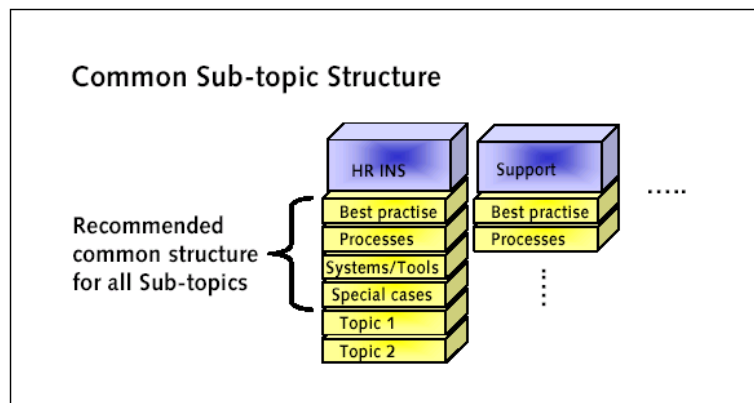 Common Sub-topic Structure
HR INS
Support
.....
Recommended
common structure
for all Sub-topics
Best practise
Processes
Systems/Tools
Special cases
Topic 1
Topic 2
Best practise
Processes